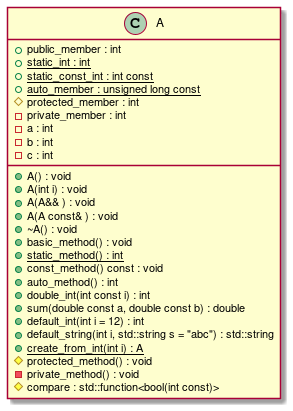 C A
public_member : int
static_int : int
static_const_int : int const
auto_member : unsigned long const
protected_member : int
private_member : int
a : int
b : int
c : int
A() : void
A(int i) : void
A(A&& ) : void
A(A const& ) : void
~A() : void
basic_method() : void
static_method() : int
const_method() const : void
auto_method() : int
double_int(int const i) : int
sum(double const a, double const b) : double
default_int(int i = 12) : int
default_string(int i, std::string s = "abc") : std::string
create_from_int(int i) : A
protected_method() : void
private_method() : void
compare : std::function<bool(int const)>